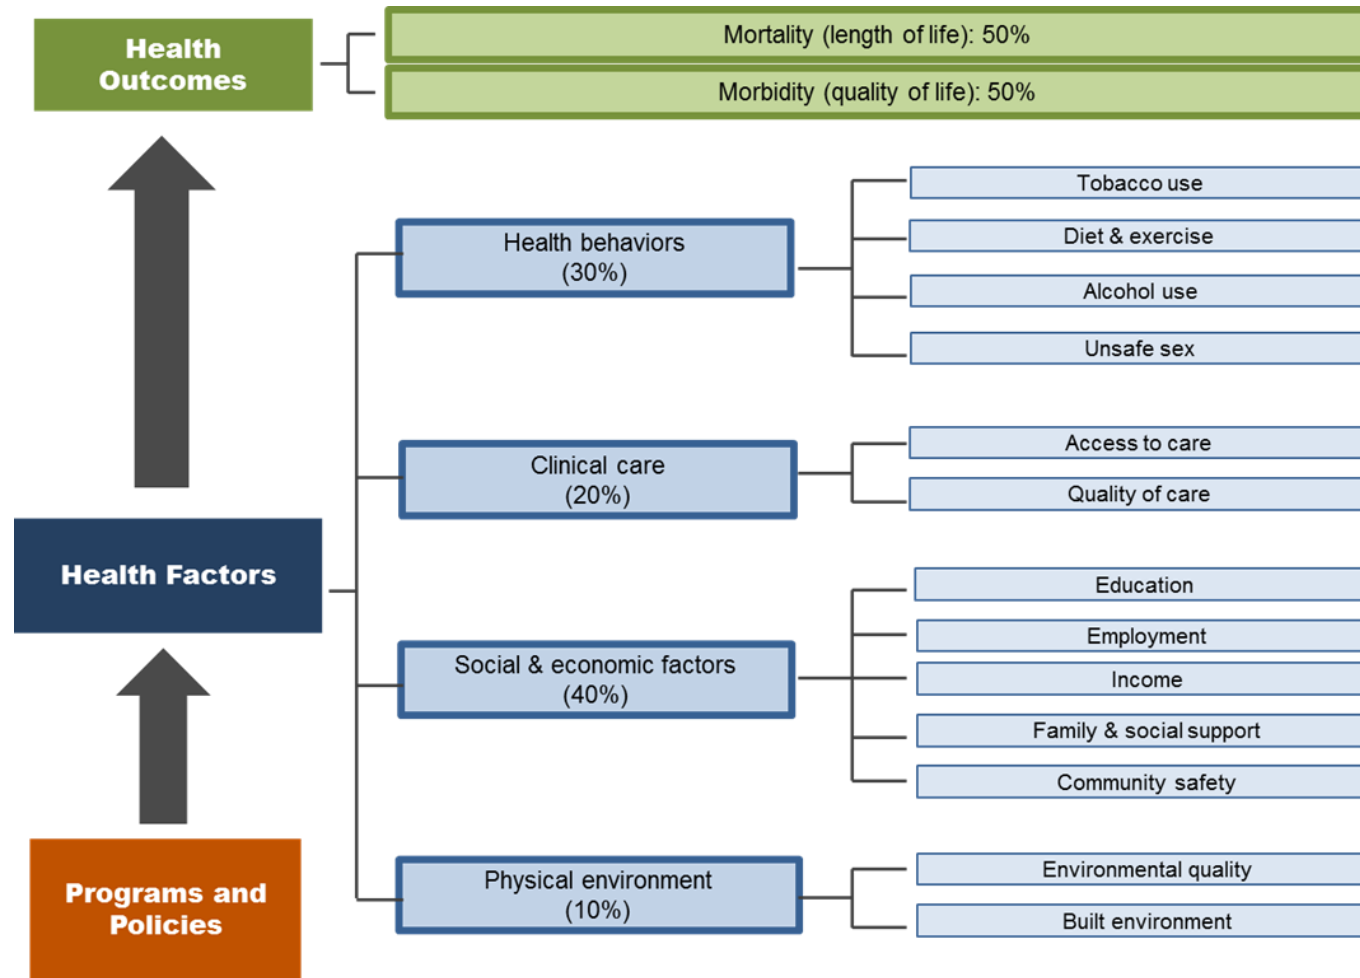 Health
Outcomes
Mortality (length of life): 50%
Morbidity (quality of life): 50%
Health behaviors
(30%)
Tobacco use
Diet & exercise
Alcohol use
Unsafe sex
Clinical care
(20%)
Access to care
Quality of care
Health Factors
Social & economic factors
(40%)
Education
Employment
Income
Family & social support
Community safety
Programs and
Policies
Physical environment
(10%)
Environmental quality
Built environment